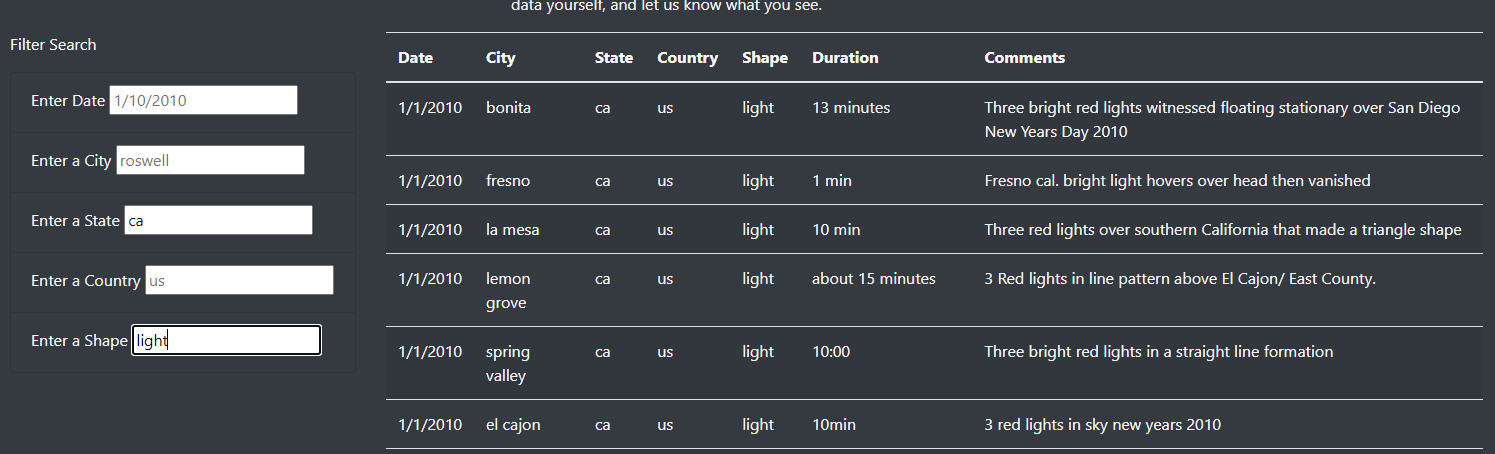 data yourself, and let us know what you see.
Filter Search
Enter Date 1/10/2010
Enter a City roswell
Enter a State ca
Enter a Country us
Enter a Shape light
Date City State Country Shape Duration Comments
1/1/2010 bonita ca us light 13 minutes Three bright red lights witnessed floating stationary over San Diego
New Years Day 2010
1/1/2010 fresno ca us light 1 min Fresno cal. bright light hovers over head then vanished
1/1/2010 la mesa ca us light 10 min Three red lights over southern California that made a triangle shape
1/1/2010 lemon ca us light about 15 minutes 3 Red lights in line pattern above El Cajon/ East County.
grove
1/1/2010 spring ca us light 10:00 Three bright red lights in a straight line formation
valley
1/1/2010 el cajon ca us light 10min 3 red lights in sky new years 2010